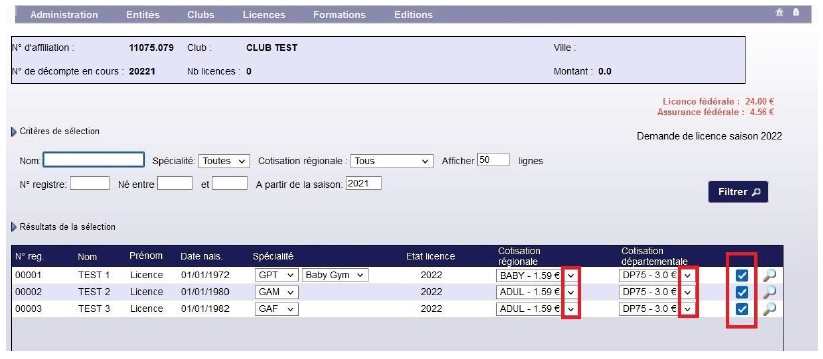 Administration Entités Clubs Licences Formations Editions
N° d'affiliation : 11075.079 Club : CLUB TEST Ville :
N° de décompte en cours : 20221 Nb licences : 0 Montant : 0.0
Licence fédérale : 24.00 €
Assurance fédérale : 4.56 €
Critères de sélection
Demande de licence saison 2022
Nom: Spécialité: Toutes Cotisation régionale : Tous Afficher 50 lignes
N° registre: Né entre et A partir de la saison: 2021
Filtrer
Résultats de la sélection
N° reg. Nom Prénom Date nais. Spécialité Etat licence Cotisation régionale Cotisation départementale
00001 TEST 1 Licence 01/01/1972 GPT Baby Gym 2022 BABY - 1.59 € DP75 - 3.0 €
00002 TEST 2 Licence 01/01/1980 GAM 2022 ADUL - 1.59 € DP75 - 3.0 €
00003 TEST 3 Licence 01/01/1982 GAF 2022 ADUL - 1.59 € DP75 - 3.0 €